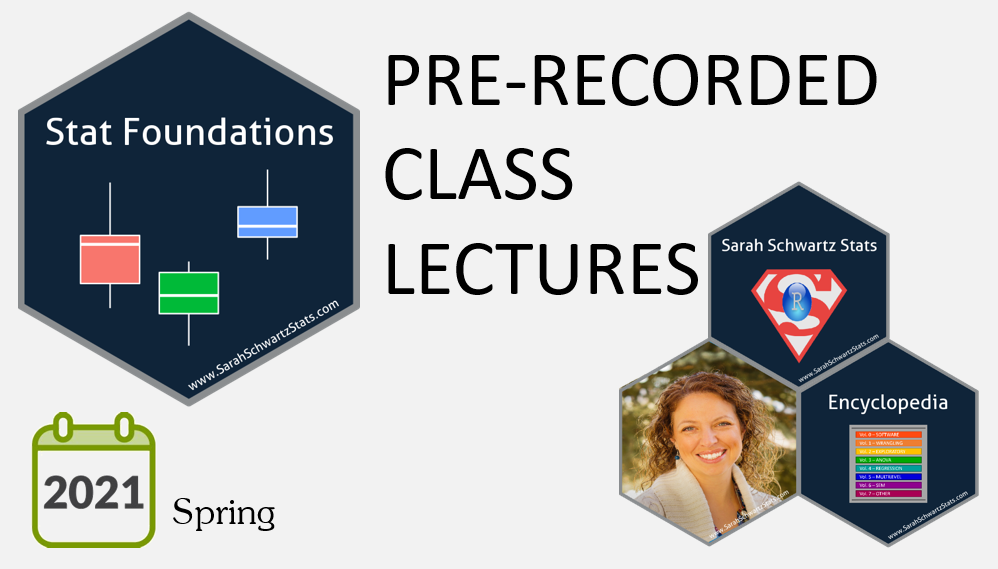 Stat Foundations
www.SarahSchwartzStats.com
PRE-RECORDED
CLASS
LECTURES
Sarah Schwartz Stats
S
R
www.SarahSchwartzStats.com
www.SarahSchwartzStats.com
Encyclopedia
Vol. 0 – SOFTWARE
Vol. 1 – WRANGLING
Vol. 2 – EXPLORATION
Vol. 3 – ANOVA
Vol. 4 – REGRESSION
Vol. 5 – MULTILEVEL
Vol. 6 – SEM
Vol. 7 – OTHER
www.SarahSchwartzStats.com
2021
Spring